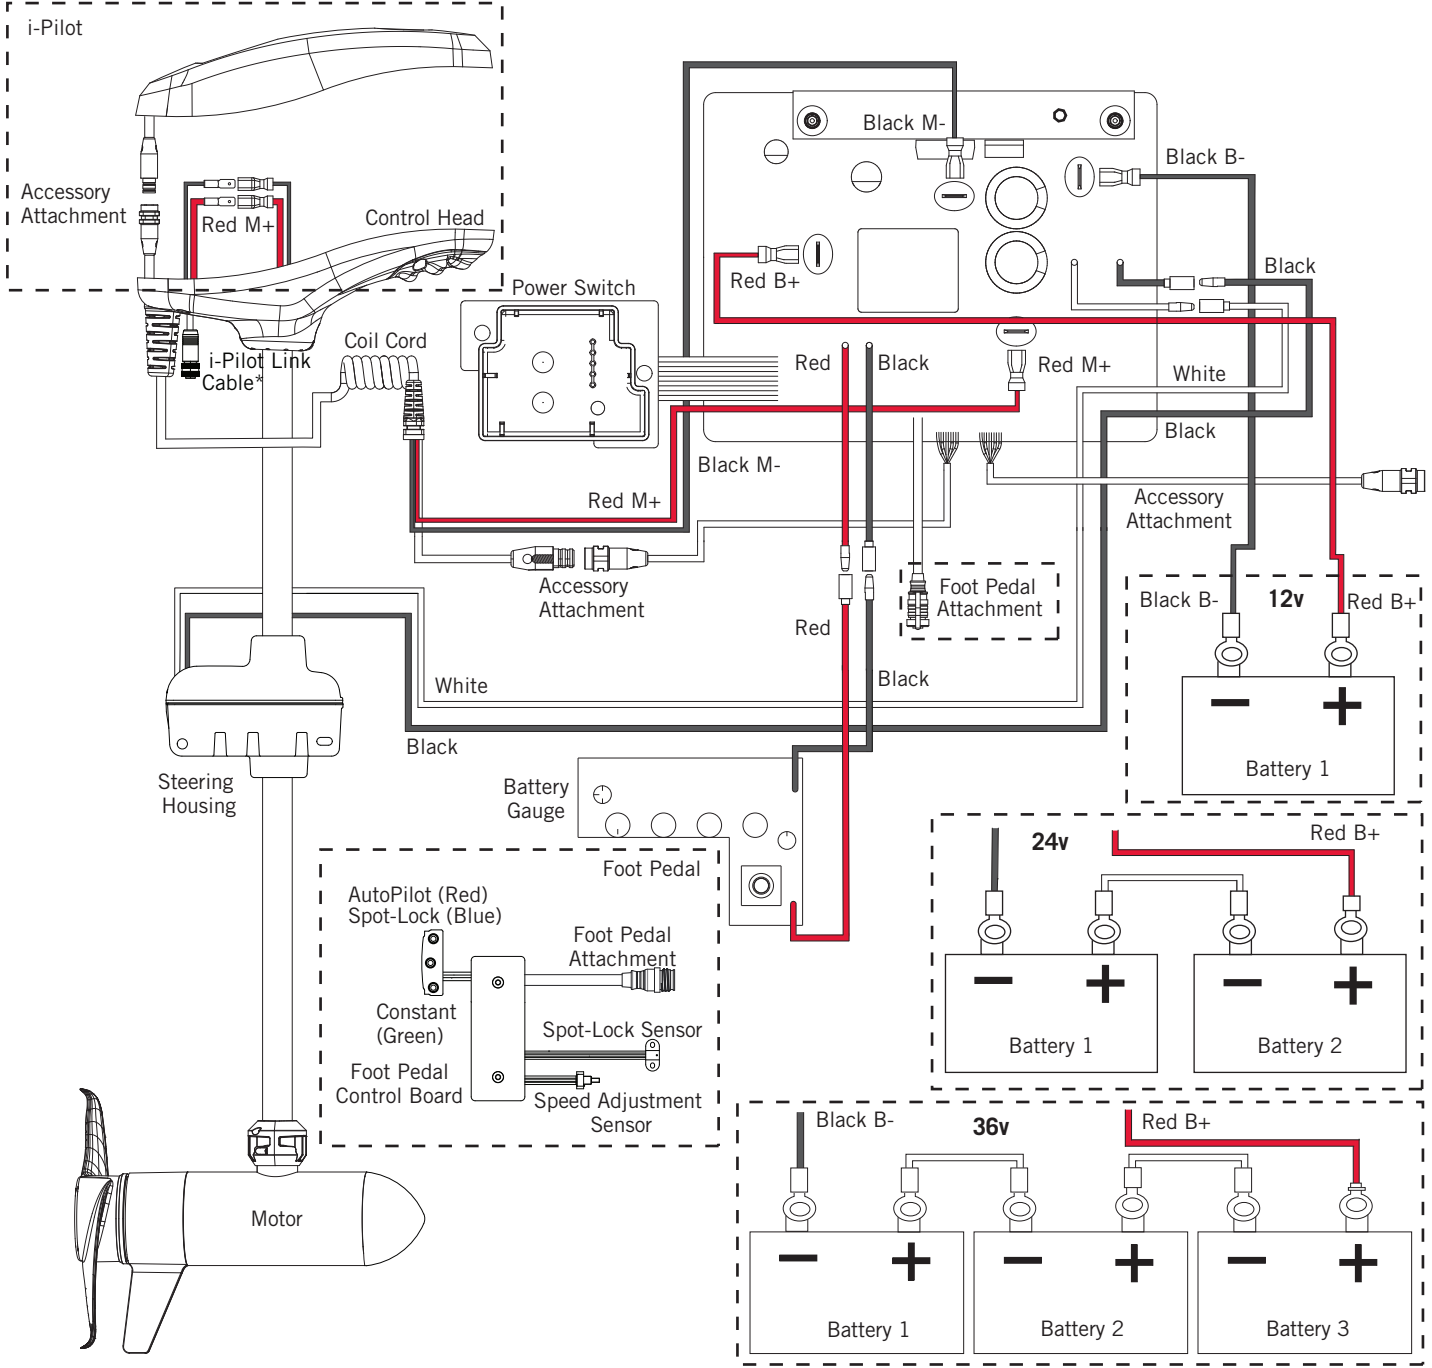 i-Pilot
Accessory
Attachment
Red M+
Control Head
i-Pilot Link
Cable*
Coil Cord
Power Switch
Black M-
Black B-
Red B+
Black
Red
Black
Red M+
White
Black
Black M-
Red M+
Accessory
Attachment
Accessory
Attachment
Foot Pedal
Attachment
Red
Black
White
Black
Steering
Housing
Battery
Gauge
Foot Pedal
Black B-
12v
Red B+
Battery 1
24v
Red B+
Battery 1
Battery 2
AutoPilot (Red)
Spot-Lock (Blue)
Foot Pedal
Attachment
Constant
(Green)
Spot-Lock Sensor
Foot Pedal
Control Board
Speed Adjustment
Sensor
Motor
Black B-
36v
Red B+
Battery 1
Battery 2
Battery 3